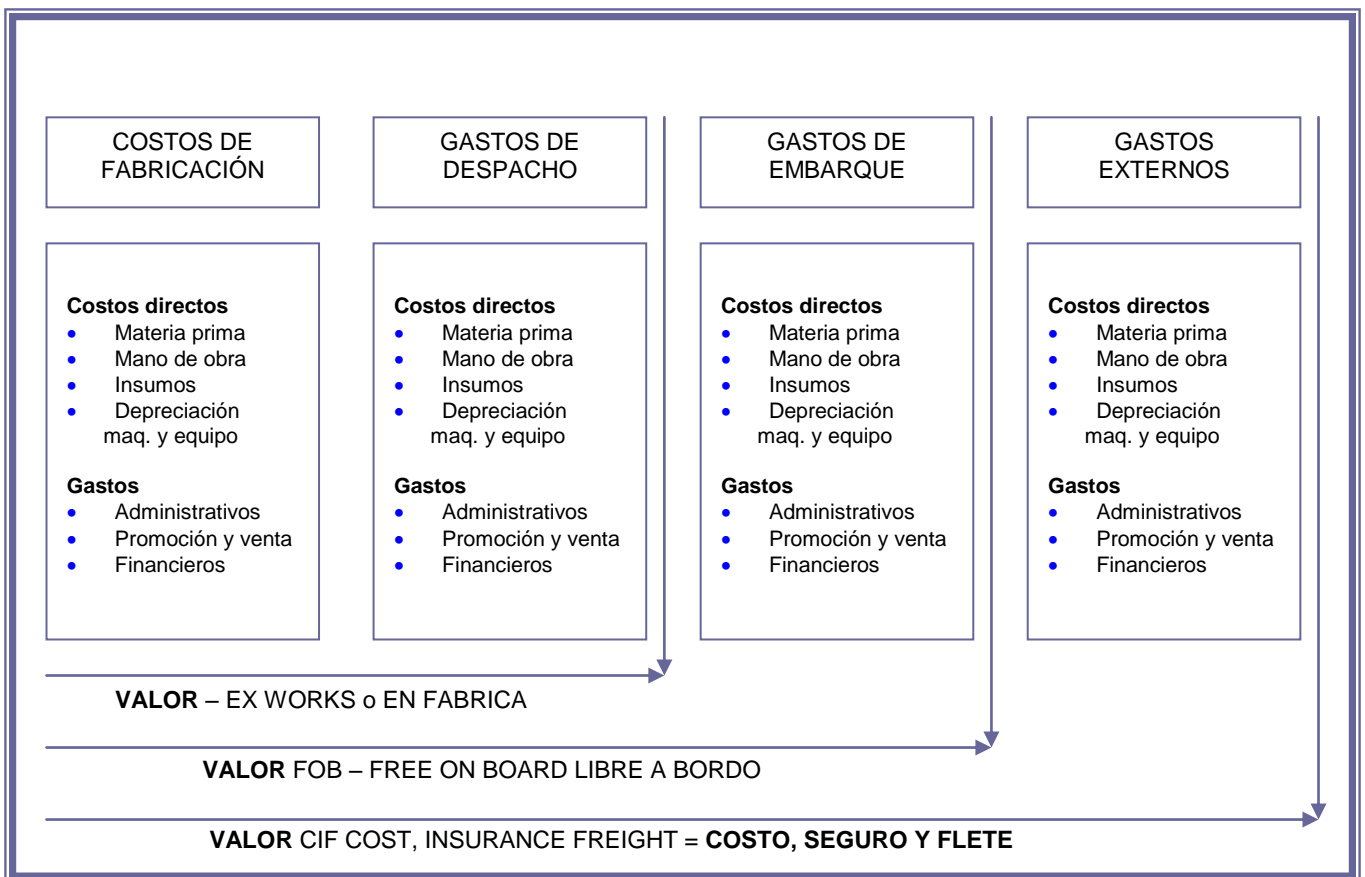 COSTOS DE
FABRICACIÓN
GASTOS DE
DESPACHO
GASTOS DE
EMBARQUE
GASTOS
EXTERNOS
Costos directos
• Materia prima
• Mano de obra
• Insumos
• Depreciación
maq. y equipo
Gastos
• Administrativos
• Promoción y venta
• Financieros
Costos directos
• Materia prima
• Mano de obra
• Insumos
• Depreciación
maq. y equipo
Gastos
• Administrativos
• Promoción y venta
• Financieros
Costos directos
• Materia prima
• Mano de obra
• Insumos
• Depreciación
maq. y equipo
Gastos
• Administrativos
• Promoción y venta
• Financieros
Costos directos
• Materia prima
• Mano de obra
• Insumos
• Depreciación
maq. y equipo
Gastos
• Administrativos
• Promoción y venta
• Financieros
VALOR – EX WORKS o EN FABRICA
VALOR FOB – FREE ON BOARD LIBRE A BORDO
VALOR CIF COST, INSURANCE FREIGHT = COSTO, SEGURO Y FLETE